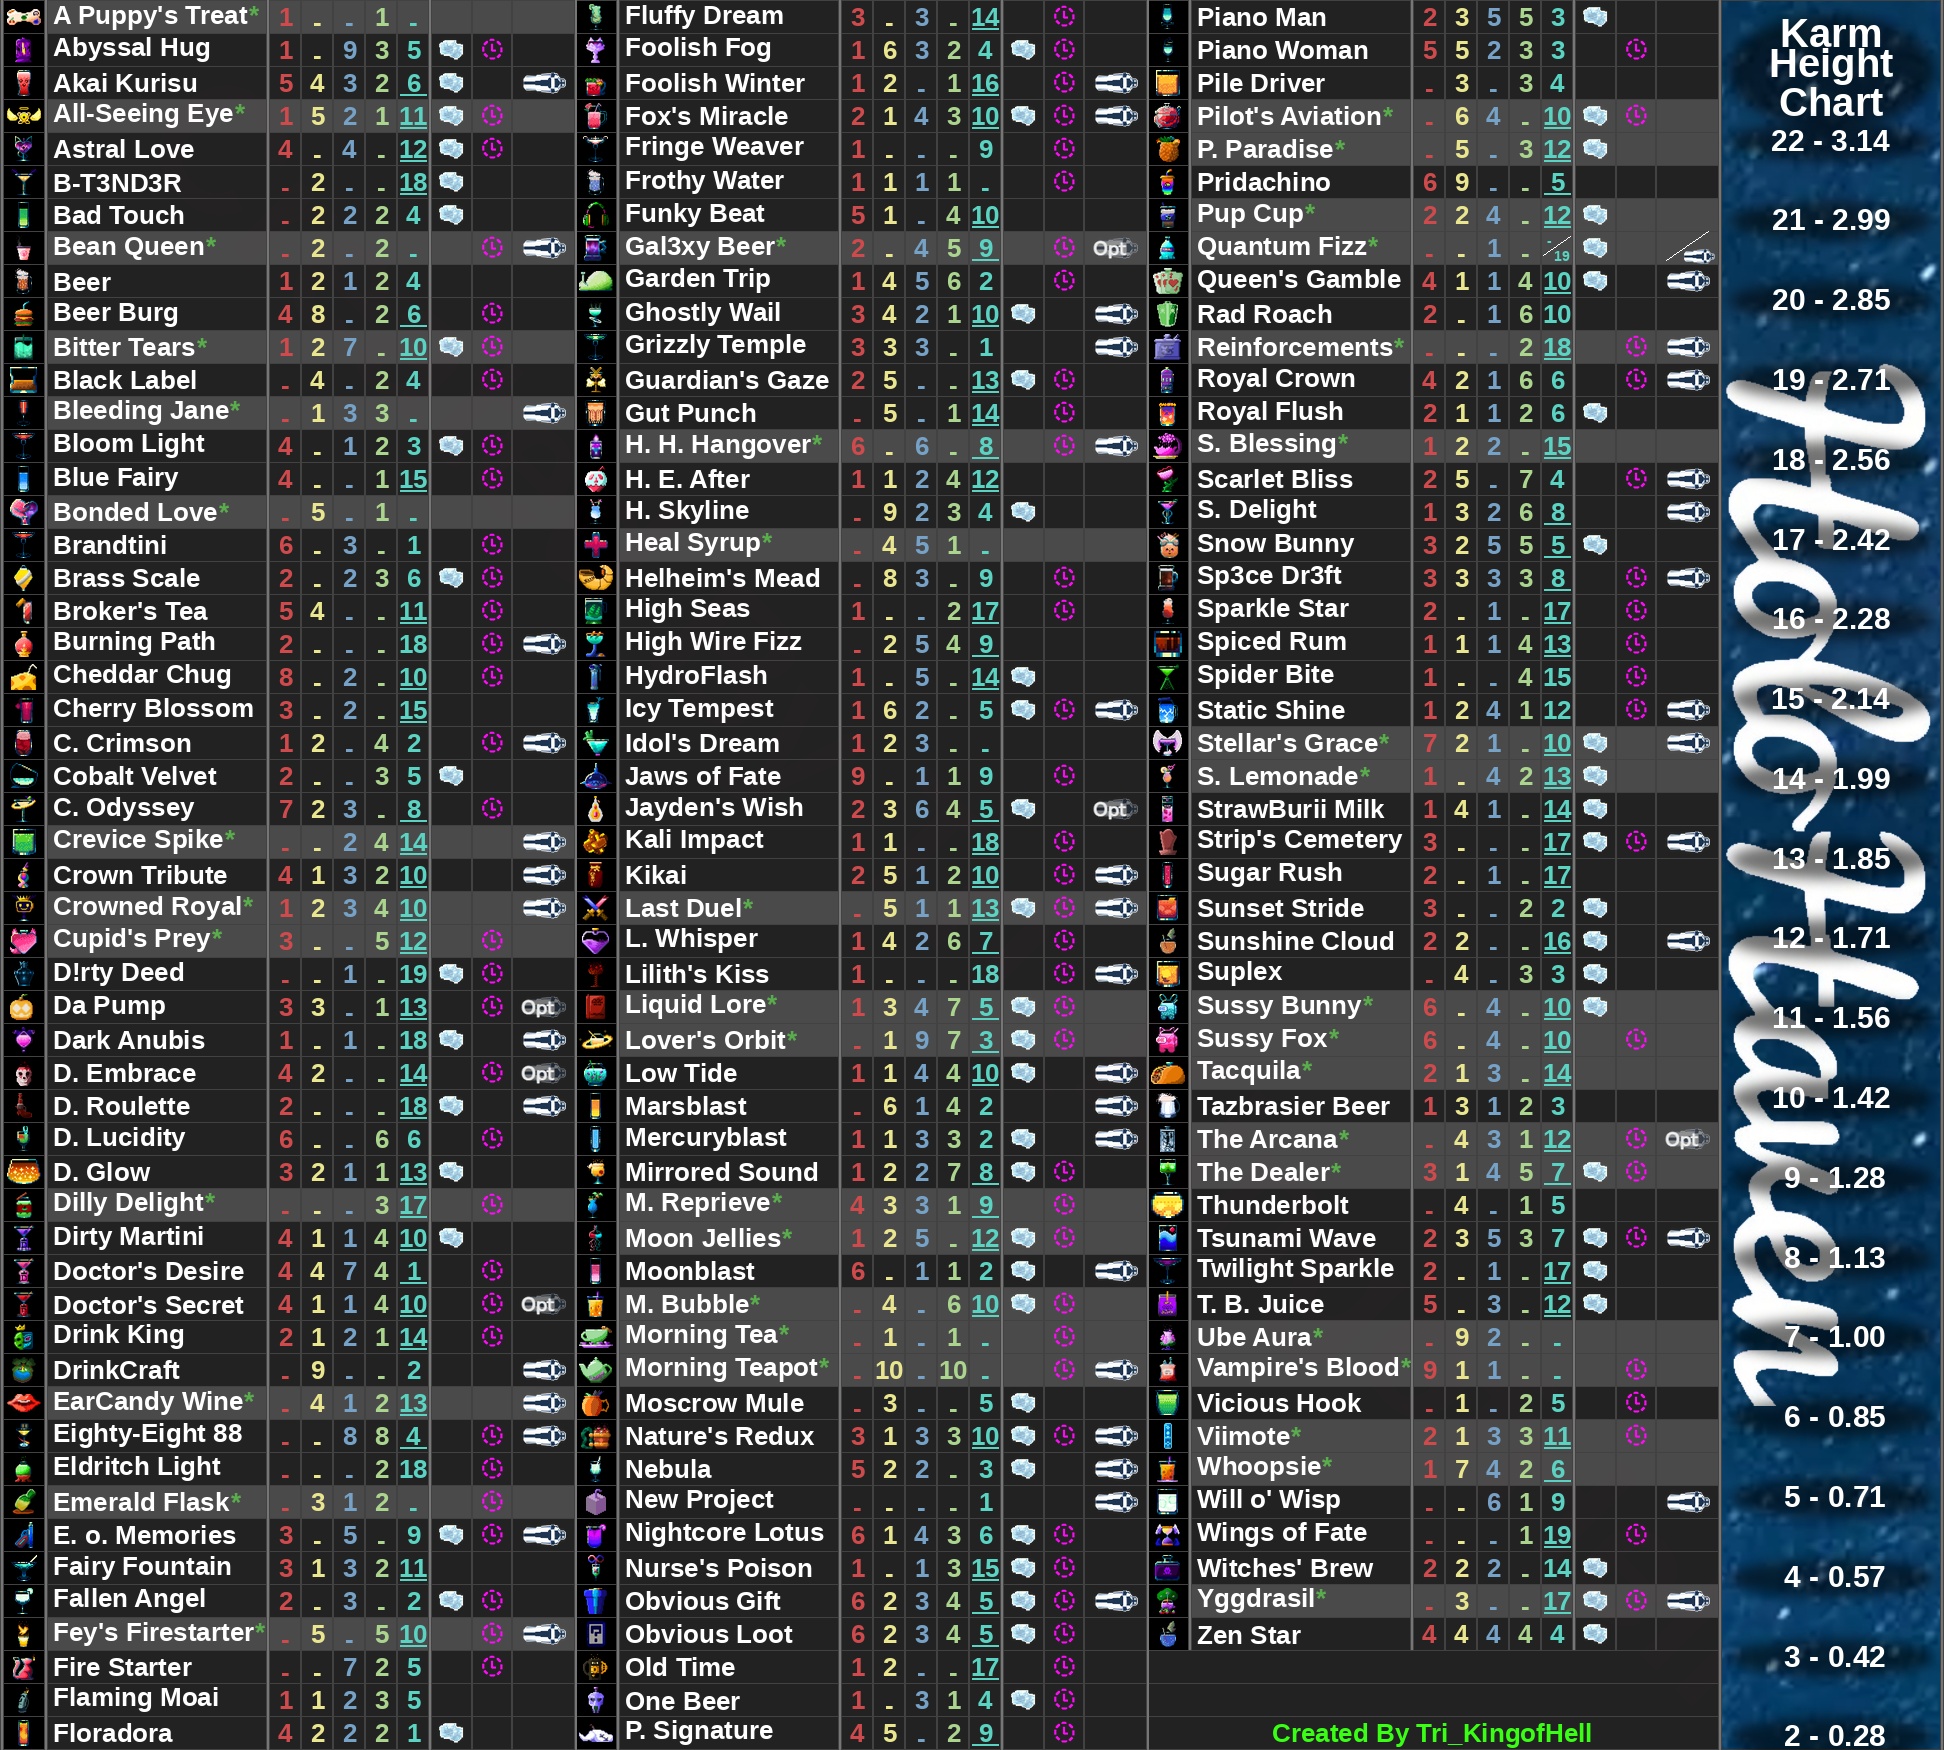 A Puppy's Treat* 1 - - 1 -
Abyssal Hug 1 - 9 3 5
Akai Kurisu 5 4 3 2 6
All-Seeing Eye* 1 5 2 1 11
Astral Love 4 - 4 - 12
B-T3ND3R - 2 - - 18
Bad Touch - 2 2 2 4
Bean Queen* - 2 - 2 -
Beer 1 2 1 2 4
Beer Burg 4 8 - 2 6
Bitter Tears* 1 2 7 - 10
Black Label - 4 - 2 4
Bleeding Jane* - 1 3 3 -
Bloom Light 4 - 1 2 3
Blue Fairy 4 - - 1 15
Bonded Love* - 5 - 1 -
Brandtini 6 - 3 - 1
Brass Scale 2 - 2 3 6
Broker's Tea 5 4 - - 11
Burning Path 2 - - - 18
Cheddar Chug 8 - 2 - 10
Cherry Blossom 3 - 2 - 15
C. Crimson 1 2 - 4 2
Cobalt Velvet 2 - - 3 5
C. Odyssey 7 2 3 - 8
Crevice Spike* - - 2 4 14
Crown Tribute 4 1 3 2 10
Crowned Royal* 1 2 3 4 10
Cupid's Prey* 3 - - 5 12
D!rty Deed - - 1 - 19
Da Pump 3 3 - 1 13 Opt
Dark Anubis 1 - 1 - 18
D. Embrace 4 2 - - 14 Opt
D. Roulette 2 - - - 18
D. Lucidity 6 - - 6 6
D. Glow 3 2 1 1 13
Dilly Delight* - - - 3 17
Dirty Martini 4 1 1 4 10
Doctor's Desire 4 4 7 4 1
Doctor's Secret 4 1 1 4 10 Opt
Drink King 2 1 2 1 14
DrinkCraft - 9 - - 2
EarCandy Wine* - 4 1 2 13
Eighty-Eight 88 - - 8 8 4
Eldritch Light - - - 2 18
Emerald Flask* - 3 1 2 -
E. o. Memories 3 - 5 - 9
Fairy Fountain 3 1 3 2 11
Fallen Angel 2 - 3 - 2
Fey's Firestarter* - 5 - 5 10
Fire Starter - - 7 2 5
Flaming Moai 1 1 2 3 5
Floradora 4 2 2 2 1
Fluffy Dream 3 - 3 - 14
Foolish Fog 1 6 3 2 4
Foolish Winter 1 2 - 1 16
Fox's Miracle 2 1 4 3 10
Fringe Weaver 1 - - - 9
Frothy Water 1 1 1 1 -
Funky Beat 5 1 - 4 10
Gal3xy Beer* 2 - 4 5 9 Opt
Garden Trip 1 4 5 6 2
Ghostly Wail 3 4 2 1 10
Grizzly Temple 3 3 3 - 1
Guardian's Gaze 2 5 - - 13
Gut Punch - 5 - 1 14
H. H. Hangover* 6 - 6 - 8
H. E. After 1 1 2 4 12
H. Skyline - 9 2 3 4
Heal Syrup* - 4 5 1 -
Helheim's Mead - 8 3 - 9
High Seas 1 - - 2 17
High Wire Fizz - 2 5 4 9
HydroFlash 1 - 5 - 14
Icy Tempest 1 6 2 - 5
Idol's Dream 1 2 3 - -
Jaws of Fate 9 - 1 1 9
Jayden's Wish 2 3 6 4 5 Opt
Kali Impact 1 1 - - 18
Kikai 2 5 1 2 10
Last Duel* - 5 1 1 13
L. Whisper 1 4 2 6 7
Lilith's Kiss 1 - - - 18
Liquid Lore* 1 3 4 7 5
Lover's Orbit* - 1 9 7 3
Low Tide 1 1 4 4 10
Marsblast - 6 1 4 2
Mercuryblast 1 1 3 3 2
Mirrored Sound 1 2 2 7 8
M. Reprieve* 4 3 3 1 9
Moon Jellies* 1 2 5 - 12
Moonblast 6 - 1 1 2
M. Bubble* - 4 - 6 10
Morning Tea* - 1 - 1 -
Morning Teapot* - 10 - 10 -
Moscrow Mule - 3 - - 5
Nature's Redux 3 1 3 3 10
Nebula 5 2 2 - 3
New Project - - - - 1
Nightcore Lotus 6 1 4 3 6
Nurse's Poison 1 - 1 3 15
Obvious Gift 6 2 3 4 5
Obvious Loot 6 2 3 4 5
Old Time 1 2 - - 17
One Beer 1 - 3 1 4
P. Signature 4 5 - 2 9
Piano Man 2 3 5 5 3
Piano Woman 5 5 2 3 3
Pile Driver - 3 - 3 4
Pilot's Aviation* - 6 4 - 10
P. Paradise* - 5 - 3 12
Pridachino 6 9 - - 5
Pup Cup* 2 2 4 - 12
Quantum Fizz* - - 1 - -/19
Queen's Gamble 4 1 1 4 10
Rad Roach 2 - 1 6 10
Reinforcements* - - - 2 18
Royal Crown 4 2 1 6 6
Royal Flush 2 1 1 2 6
S. Blessing* 1 2 2 - 15
Scarlet Bliss 2 5 - 7 4
S. Delight 1 3 2 6 8
Snow Bunny 3 2 5 5 5
Sp3ce Dr3ft 3 3 3 3 8
Sparkle Star 2 - 1 - 17
Spiced Rum 1 1 1 4 13
Spider Bite 1 - - 4 15
Static Shine 1 2 4 1 12
Stellar's Grace* 7 2 1 - 10
S. Lemonade* 1 - 4 2 13
StrawBurii Milk 1 4 1 - 14
Strip's Cemetery 3 - - - 17
Sugar Rush 2 - 1 - 17
Sunset Stride 3 - - 2 2
Sunshine Cloud 2 2 - - 16
Suplex - 4 - 3 3
Sussy Bunny* 6 - 4 - 10
Sussy Fox* 6 - 4 - 10
Tacquila* 2 1 3 - 14
Tazbrasier Beer 1 3 1 2 3
The Arcana* - 4 3 1 12 Opt
The Dealer* 3 1 4 5 7
Thunderbolt - 4 - 1 5
Tsunami Wave 2 3 5 3 7
Twilight Sparkle 2 - 1 - 17
T. B. Juice 5 - 3 - 12
Ube Aura* - 9 2 - -
Vampire's Blood* 9 1 1 - -
Vicious Hook - 1 - 2 5
Viimote* 2 1 3 3 11
Whoopsie* 1 7 4 2 6
Will o' Wisp - - 6 1 9
Wings of Fate - - - 1 19
Witches' Brew 2 2 2 - 14
Yggdrasil* - 3 - - 17
Zen Star 4 4 4 4 4
Created By Tri_KingofHell
Karm
Height
Chart
22 - 3.14
21 - 2.99
20 - 2.85
19 - 2.71
18 - 2.56
17 - 2.42
16 - 2.28
15 - 2.14
14 - 1.99
13 - 1.85
12 - 1.71
11 - 1.56
10 - 1.42
9 - 1.28
8 - 1.13
7 - 1.00
6 - 0.85
5 - 0.71
4 - 0.57
3 - 0.42
2 - 0.28
Holo Haven